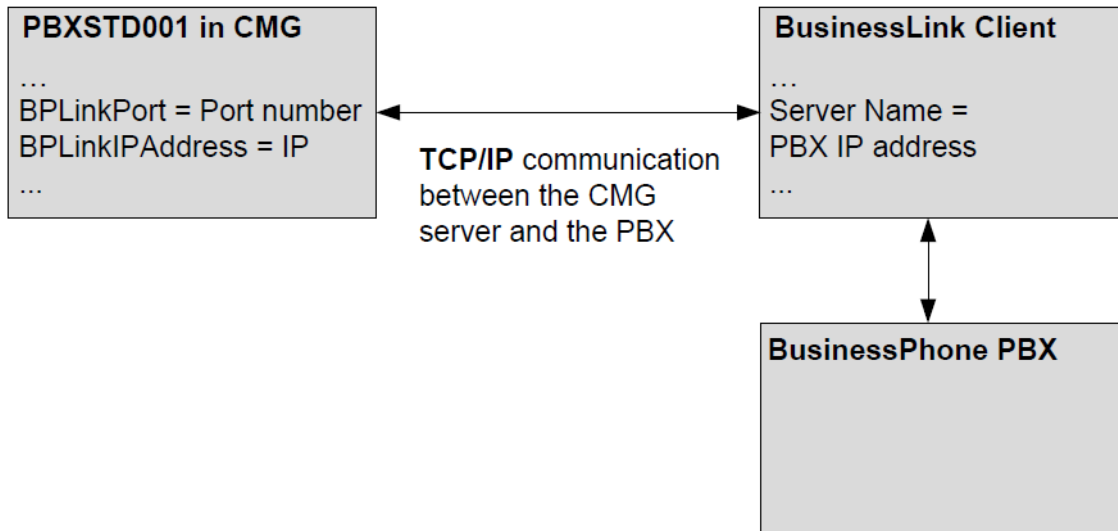 PBXSTD001 in CMG
...
BPLinkPort = Port number
BPLinkIPAddress = IP
...
TCP/IP communication
between the CMG
server and the PBX
BusinessLink Client
...
Server Name =
PBX IP address
...
BusinessPhone PBX